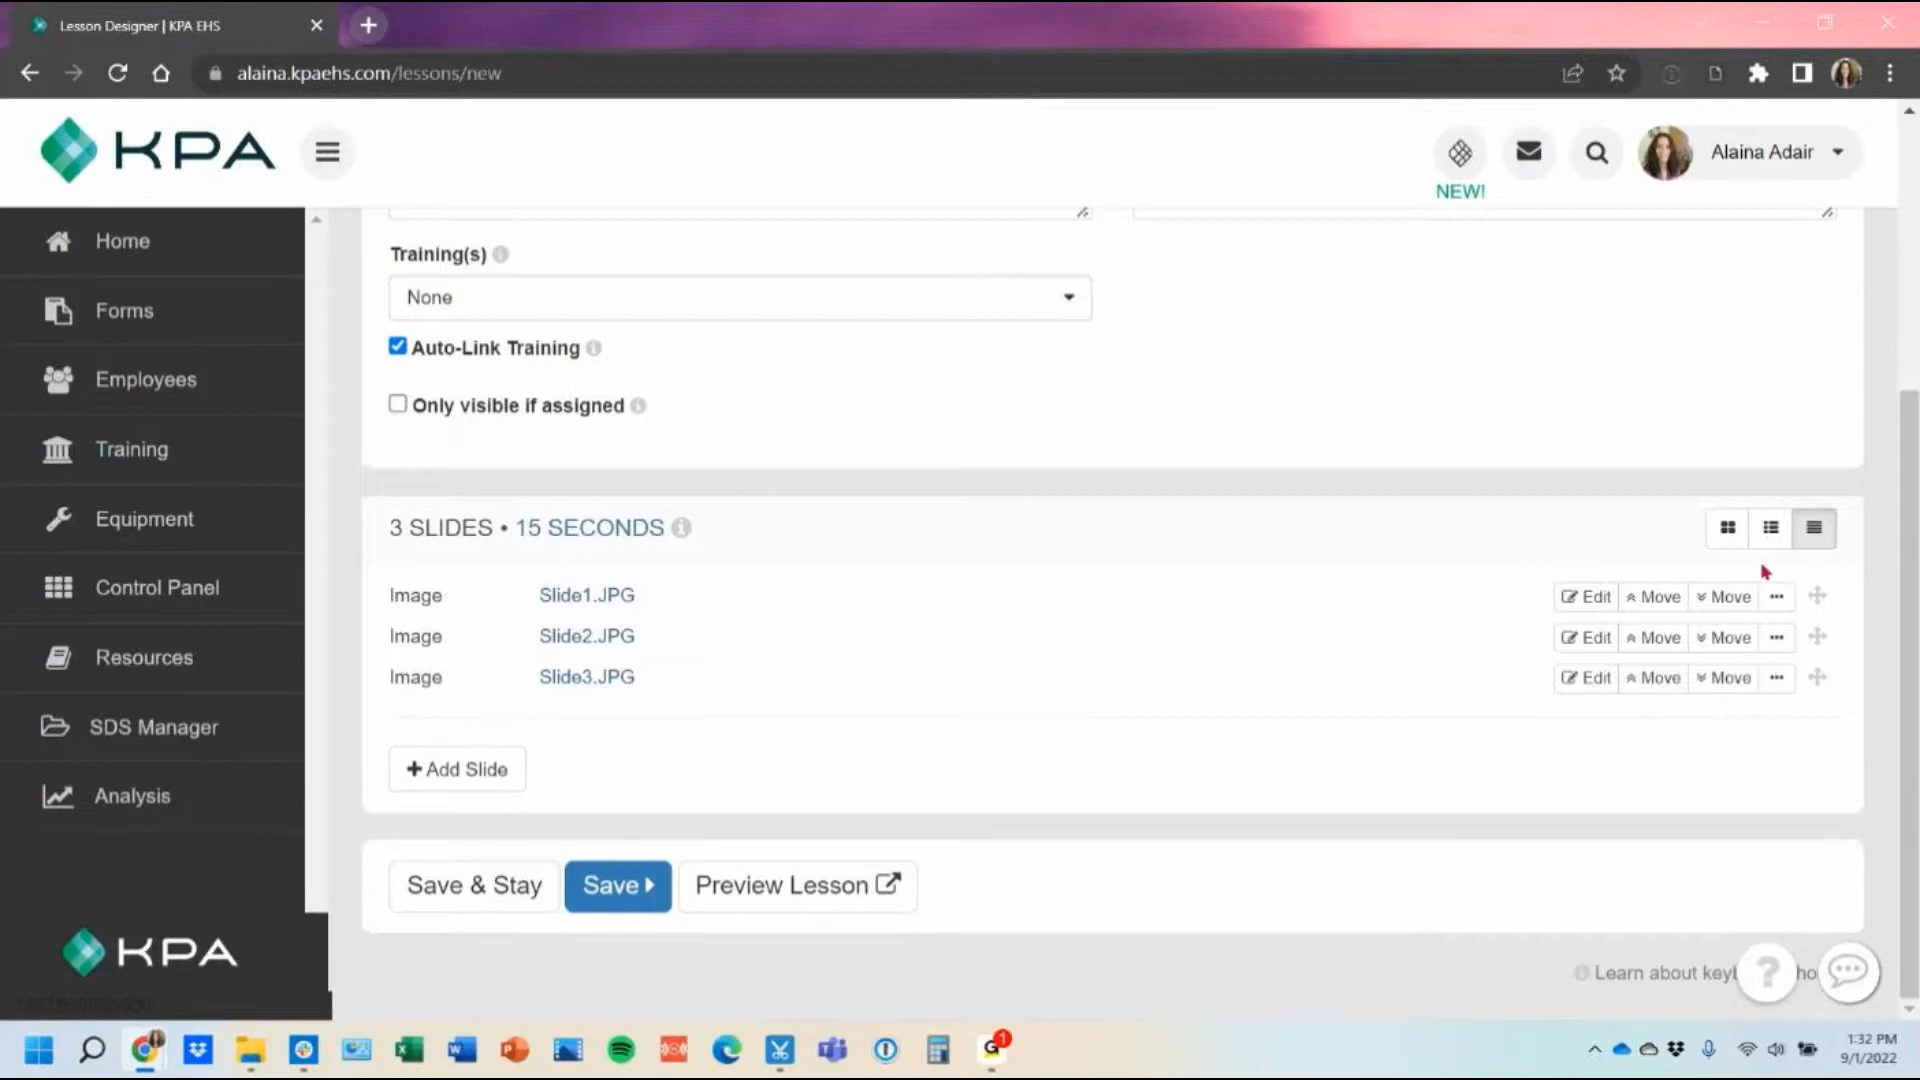 Lesson Designer | KPA EHS
alaina.kpaehs.com/lessons/new
KPA
NEW!
Alaina Adair
Home
Forms
Employees
Training
Equipment
Control Panel
Resources
SDS Manager
Analysis
KPA
Training(s)
None
Auto-Link Training
Only visible if assigned
3 SLIDES • 15 SECONDS
Image Slide1.JPG Edit Move Move
Image Slide2.JPG Edit Move Move
Image Slide3.JPG Edit Move Move
Add Slide
Save & Stay Save Preview Lesson
Learn about
1
1:32 PM
9/1/2022